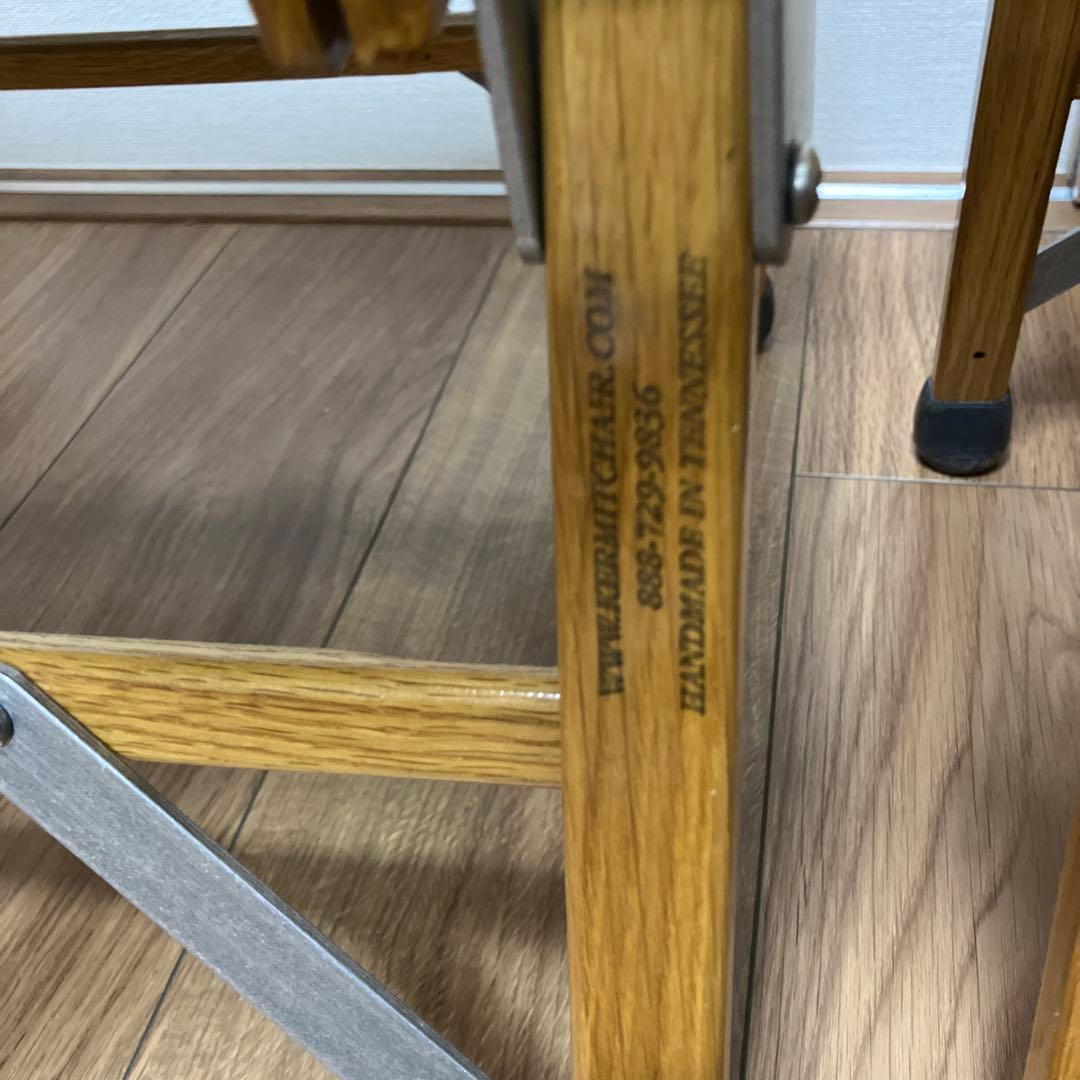 WWW.KERMITCHAIR.COM
888-729-9836
HANDMADE IN TENNESSEE